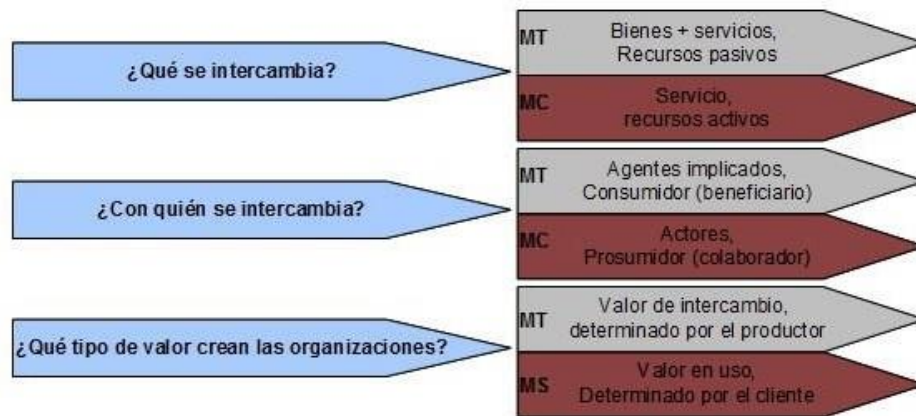 ¿Qué se intercambia?
MT
Bienes + servicios,
Recursos pasivos
MC
Servicio,
recursos activos
¿Con quién se intercambia?
MT
Agentes implicados,
Consumidor (beneficiario)
MC
Actores,
Prosumidor (colaborador)
¿Qué tipo de valor crean las organizaciones?
MT
Valor de intercambio,
determinado por el productor
MS
Valor en uso,
Determinado por el cliente